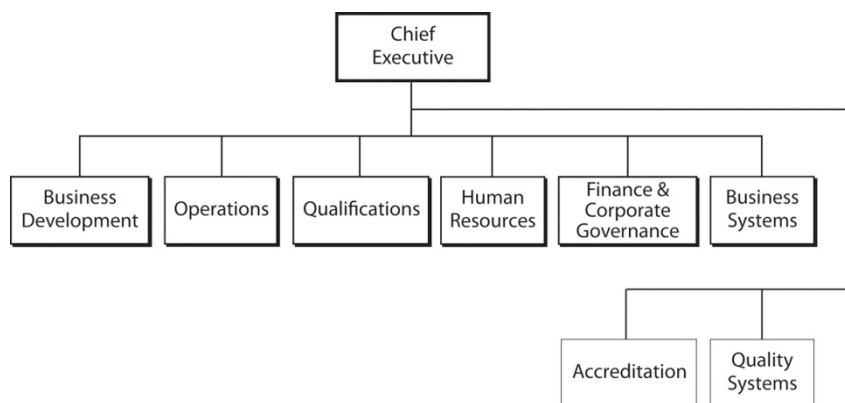 Chief
Executive
Business
Development
Operations
Qualifications
Human
Resources
Finance &
Corporate
Governance
Business
Systems
Accreditation
Quality
Systems